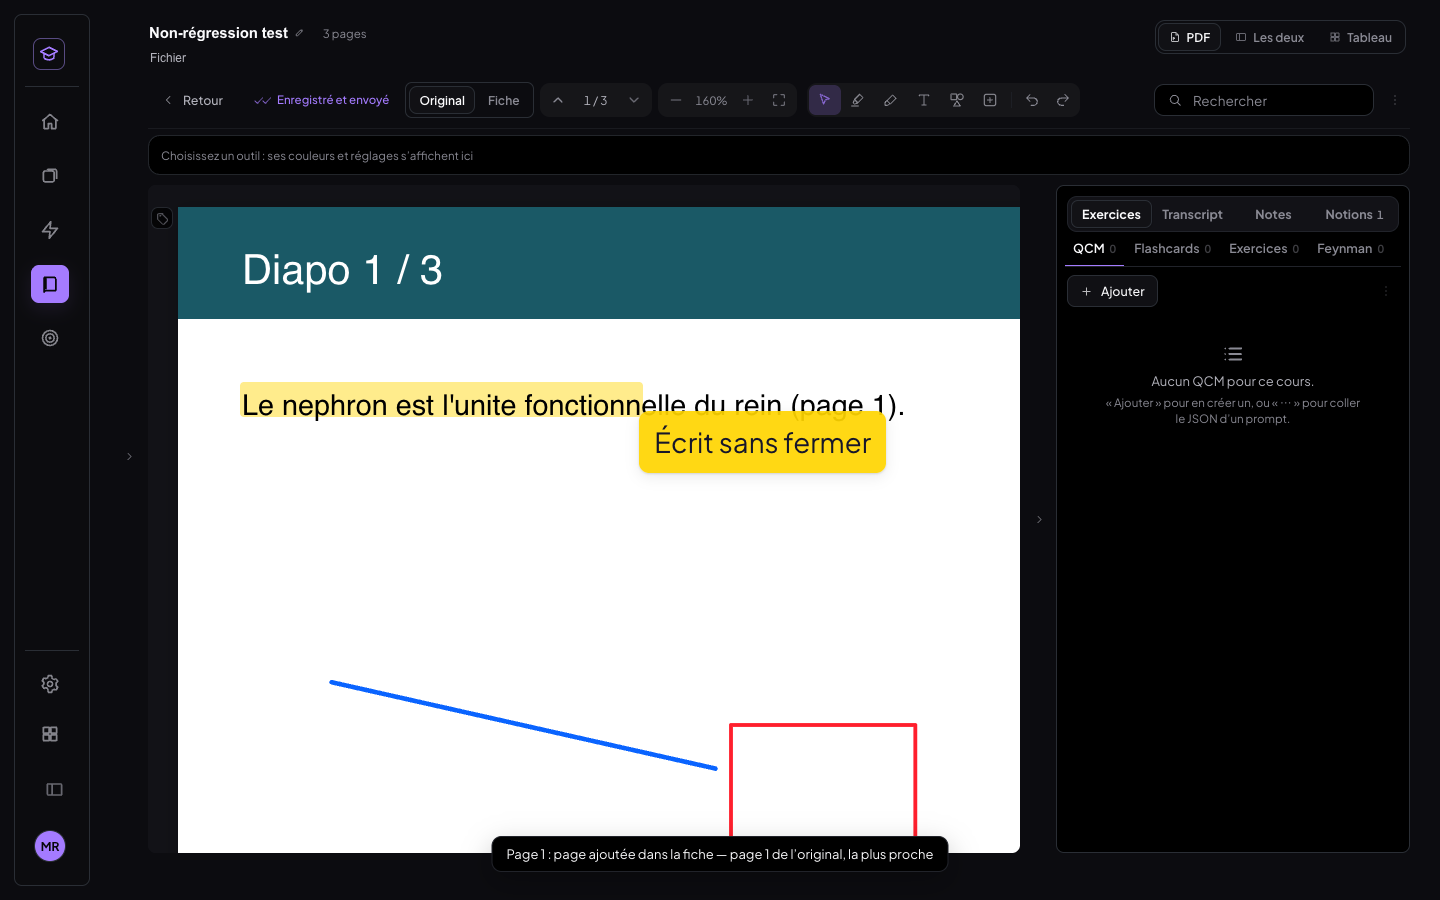 Non-régression test
3 pages
Fichier
PDF
Les deux
Tableau
Retour
Enregistré et envoyé
Original
Fiche
1 / 3
160%
Rechercher
Choisissez un outil : ses couleurs et réglages s'affichent ici
Diapo 1 / 3
Le nephron est l'unite fonctionnelle du rein (page 1).
Écrit sans fermer
Exercices
Transcript
Notes
Notions 1
QCM 0
Flashcards 0
Exercices 0
Feynman 0
Ajouter
Aucun QCM pour ce cours.
« Ajouter » pour en créer un, ou « ··· » pour coller
le JSON d'un prompt.
MR
Page 1 : page ajoutée dans la fiche — page 1 de l'original, la plus proche